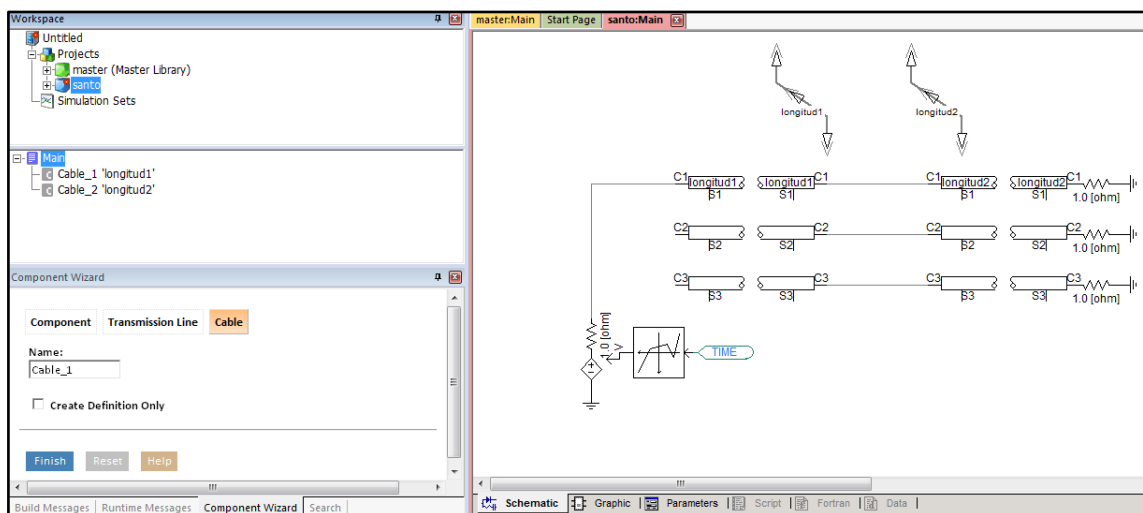 Workspace
Untitled
Projects
master (Master Library)
santo
Simulation Sets
Main
Cable_1 'longitud1'
Cable_2 'longitud2'
Component Wizard
Component Transmission Line Cable
Name:
Cable_1
Create Definition Only
Finish Reset Help
Build Messages Runtime Messages Component Wizard Search
master:Main Start Page santo:Main
longitud1 longitud2
C1 longitud1 longitud1 C1 C1 longitud2 longitud2 C1
S1 S1 S1 S1 1.0 [ohm]
C2 C2 C2 C2
S2 S2 S2 S2 1.0 [ohm]
C3 C3 C3 C3
S3 S3 S3 S3 1.0 [ohm]
1.0 [ohm]
V
TIME
Schematic Graphic Parameters Script Fortran Data